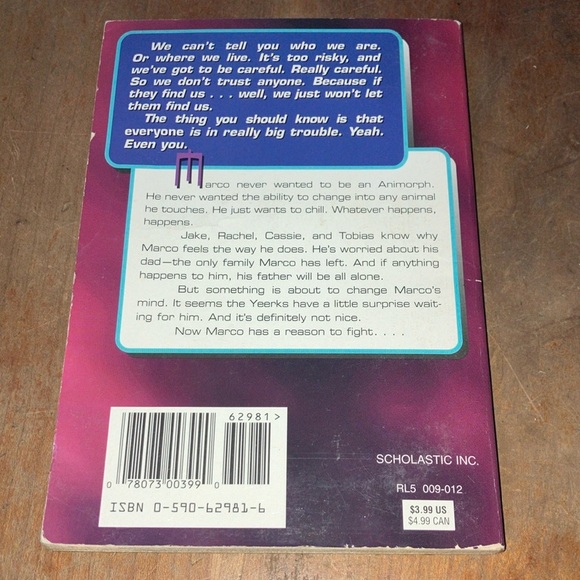 We can't tell you who we are.
Or where we live. It's too risky, and
we've got to be careful. Really careful.
So we don't trust anyone. Because if
they find us . . . well, we just won't let
them find us.
The thing you should know is that
everyone is in really big trouble. Yeah.
Even you.
Marco never wanted to be an Animorph.
He never wanted the ability to change into any animal
he touches. He just wants to chill. Whatever happens,
happens.
Jake, Rachel, Cassie, and Tobias know why
Marco feels the way he does. He's worried about his
dad—the only family Marco has left. And if anything
happens to him, his father will be all alone.
But something is about to change Marco's
mind. It seems the Yeerks have a little surprise wait-
ing for him. And it's definitely not nice.
Now Marco has a reason to fight. . . .
62981>
0 78073 00399 0
ISBN 0-590-62981-6
SCHOLASTIC INC.
RL5 009-012
$3.99 US
$4.99 CAN